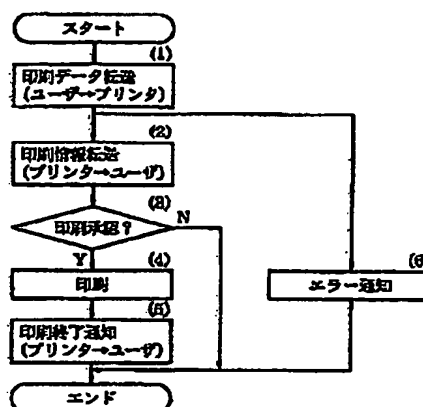 スタート
(1)
印刷データ転送
(ユーザ→プリンタ)
(2)
印刷情報転送
(プリンタ→ユーザ)
(3)
印刷承認?
N
Y
(4)
印刷
(5)
印刷終了通知
(プリンタ→ユーザ)
(6
エラー通知
エンド